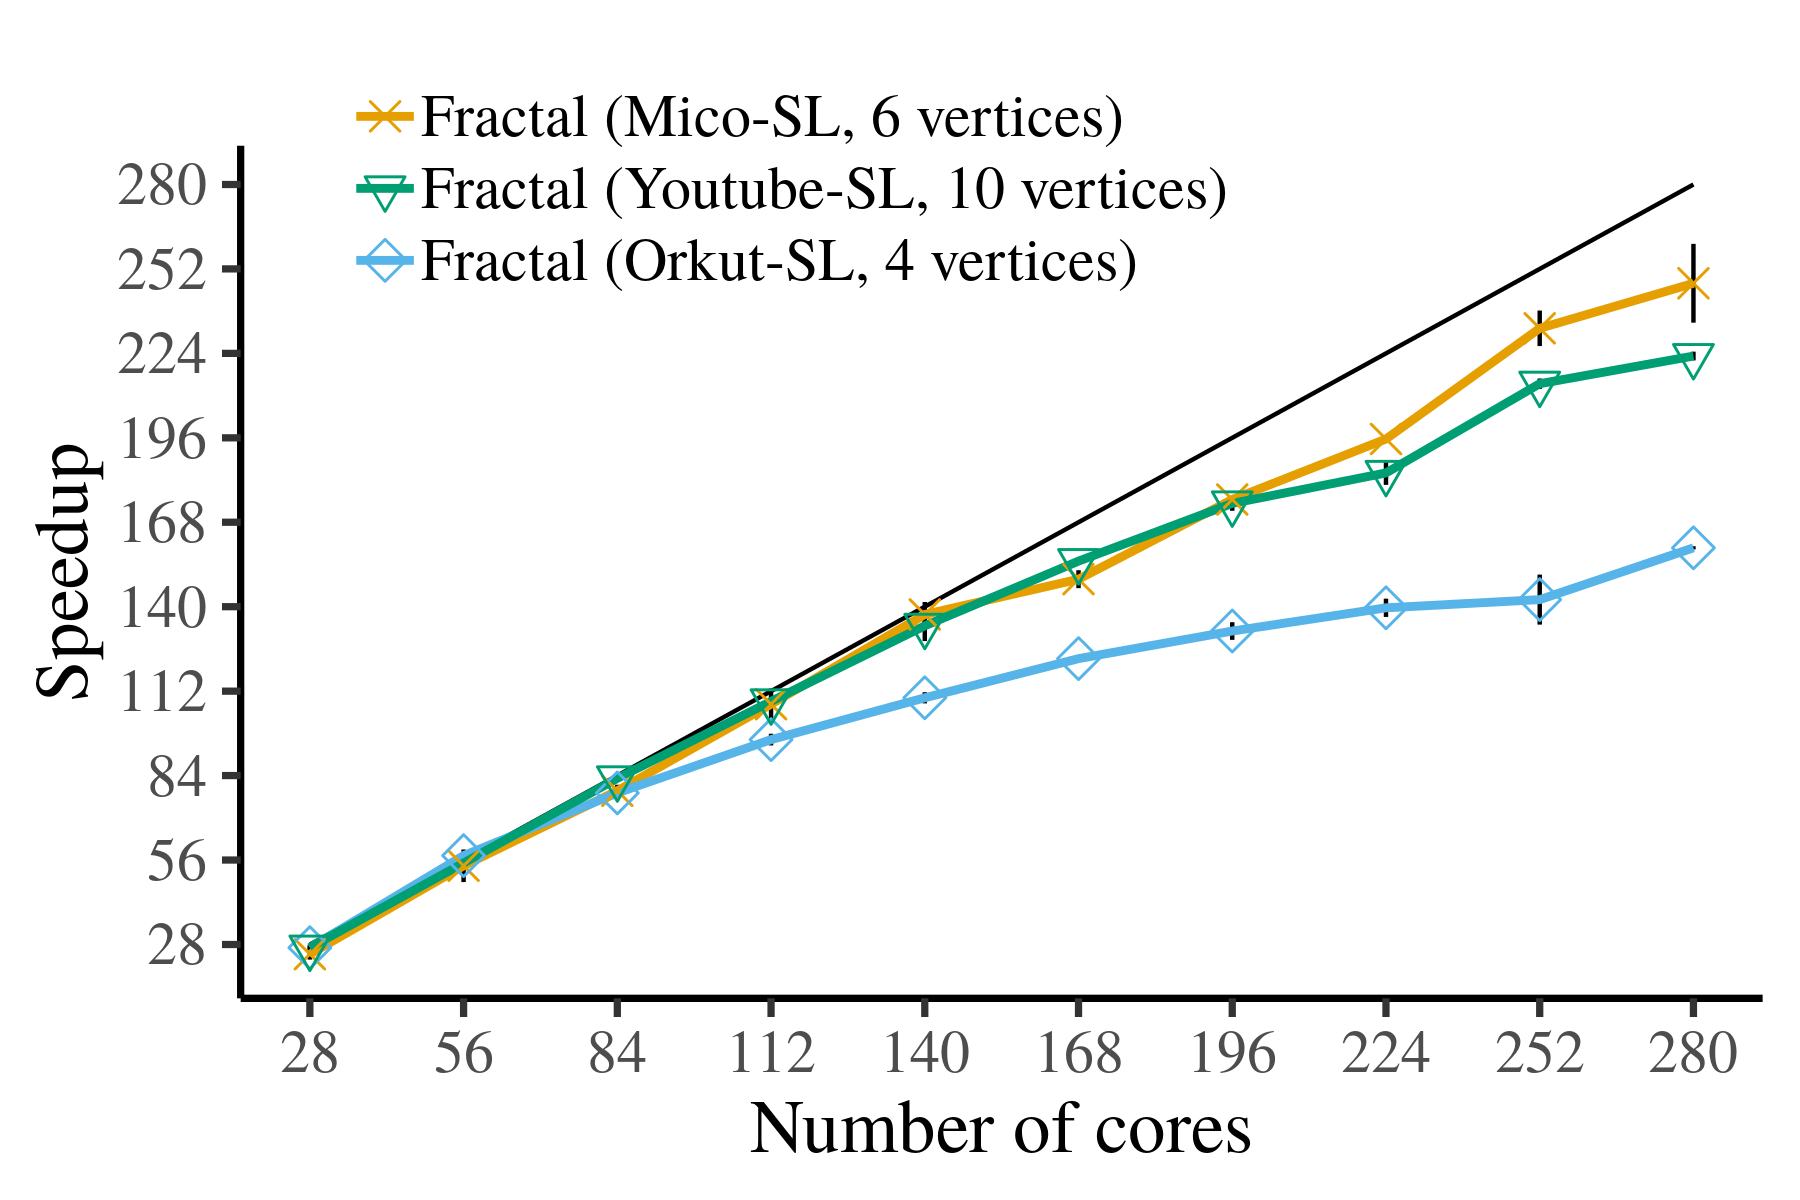 Fractal (Mico-SL, 6 vertices)
Fractal (Youtube-SL, 10 vertices)
Fractal (Orkut-SL, 4 vertices)
280
252
224
196
168
140
112
84
56
28
Speedup
28 56 84 112 140 168 196 224 252 280
Number of cores